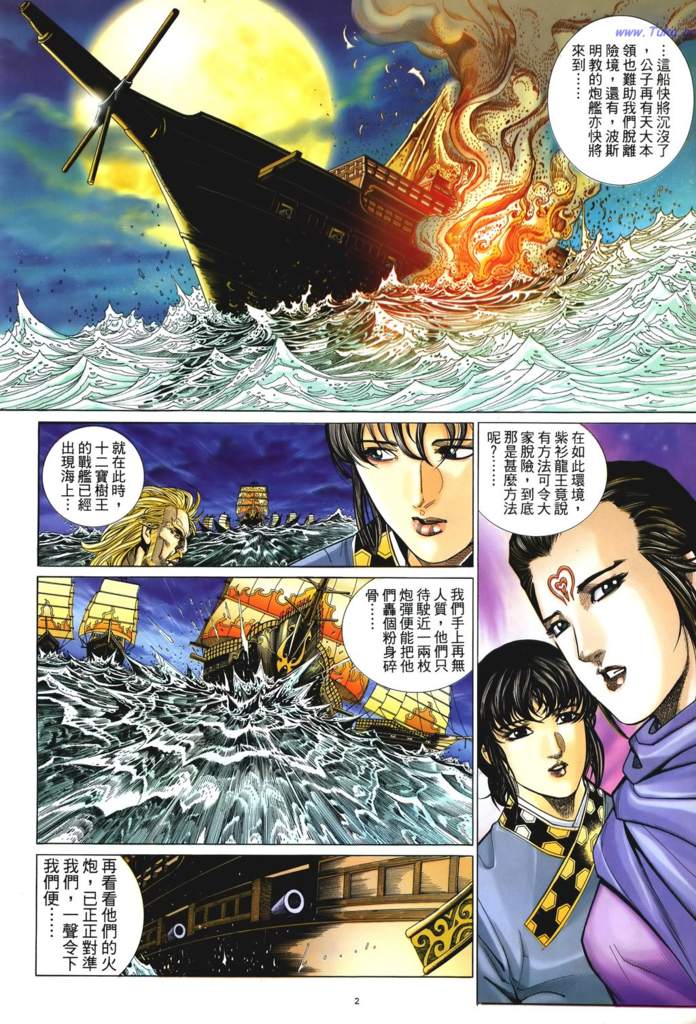 www.Tuku.
…這船快將沉沒了
，公子再有天大本
領也難助我們脫離
險境，還有，波斯
明教的炮艦亦快將
來到……
在如此環境，
紫衫龍王竟說
有方法可令大
家脫險，到底
那是甚麼方法
呢？……
就在此時，
十二寶樹王
的戰艦已經
出現海上…
我們手上再無
人質，他們只
待駛近一兩枚
炮彈便能把他
們轟個粉身碎
骨……
再看看他們的火
炮，已正正對準
我們，一聲令下
我們便……
2